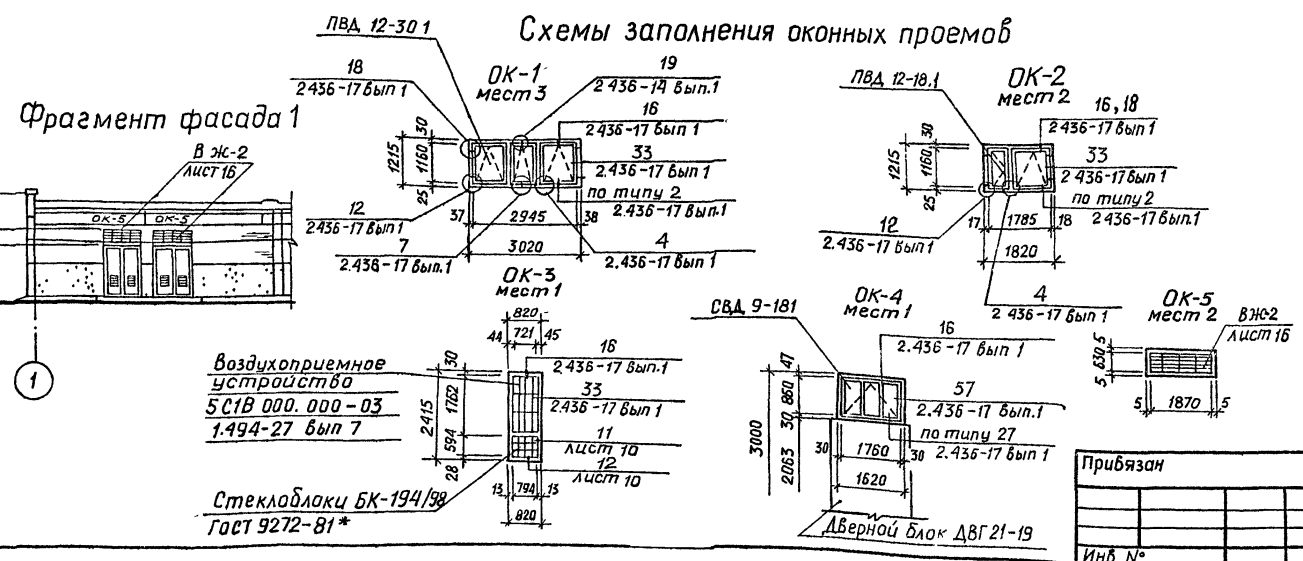 Схемы заполнения оконных проемов
Фрагмент фасада 1
В Ж-2
лист 16
ОК-5 ОК-5
1
ПВД 12-30 1
ОК-1
мест 3
18
2 436-17 вып 1
19
2 436-14 вып.1
16
2 436-17 вып 1
33
2.436-17 вып 1
по типу 2
2.436-17 вып.1
12
2 436-17 вып 1
7
2.436-17 вып.1
4
2.436-17 вып 1
1215
30
1160
25
37
2945
38
3020
ПВД 12-18.1
ОК-2
мест 2
16, 18
2 436-17 вып 1
33
2 436-17 вып 1
по типу 2
2 436-17 вып.1
12
2.436-17 вып 1
4
2 436-17 вып 1
1215
30
1160
25
17
1785
18
1820
ОК-3
мест 1
820
44 721 45
16
2.436-17 вып.1
33
2.436-17 вып 1
11
лист 10
12
лист 10
Воздухоприемное
устройство
5 С1В 000. 000-03
1.494-27 вып 7
Стеклоблаки БК-194/98
ГОСТ 9272-81*
2415
30
1762
594
28
13 794 13
820
СВД 9-181
ОК-4
мест 1
16
2.436-17 вып 1
57
2.436-17 вып.1
по типу 27
2.436-17 вып 1
3000
47
860
30
2063
30 1760 30
1620
Дверной блок ДВГ 21-19
ОК-5
мест 2
ВЖ-2
лист 16
5
630
5
5 1870 5
Привязан
Инв. №